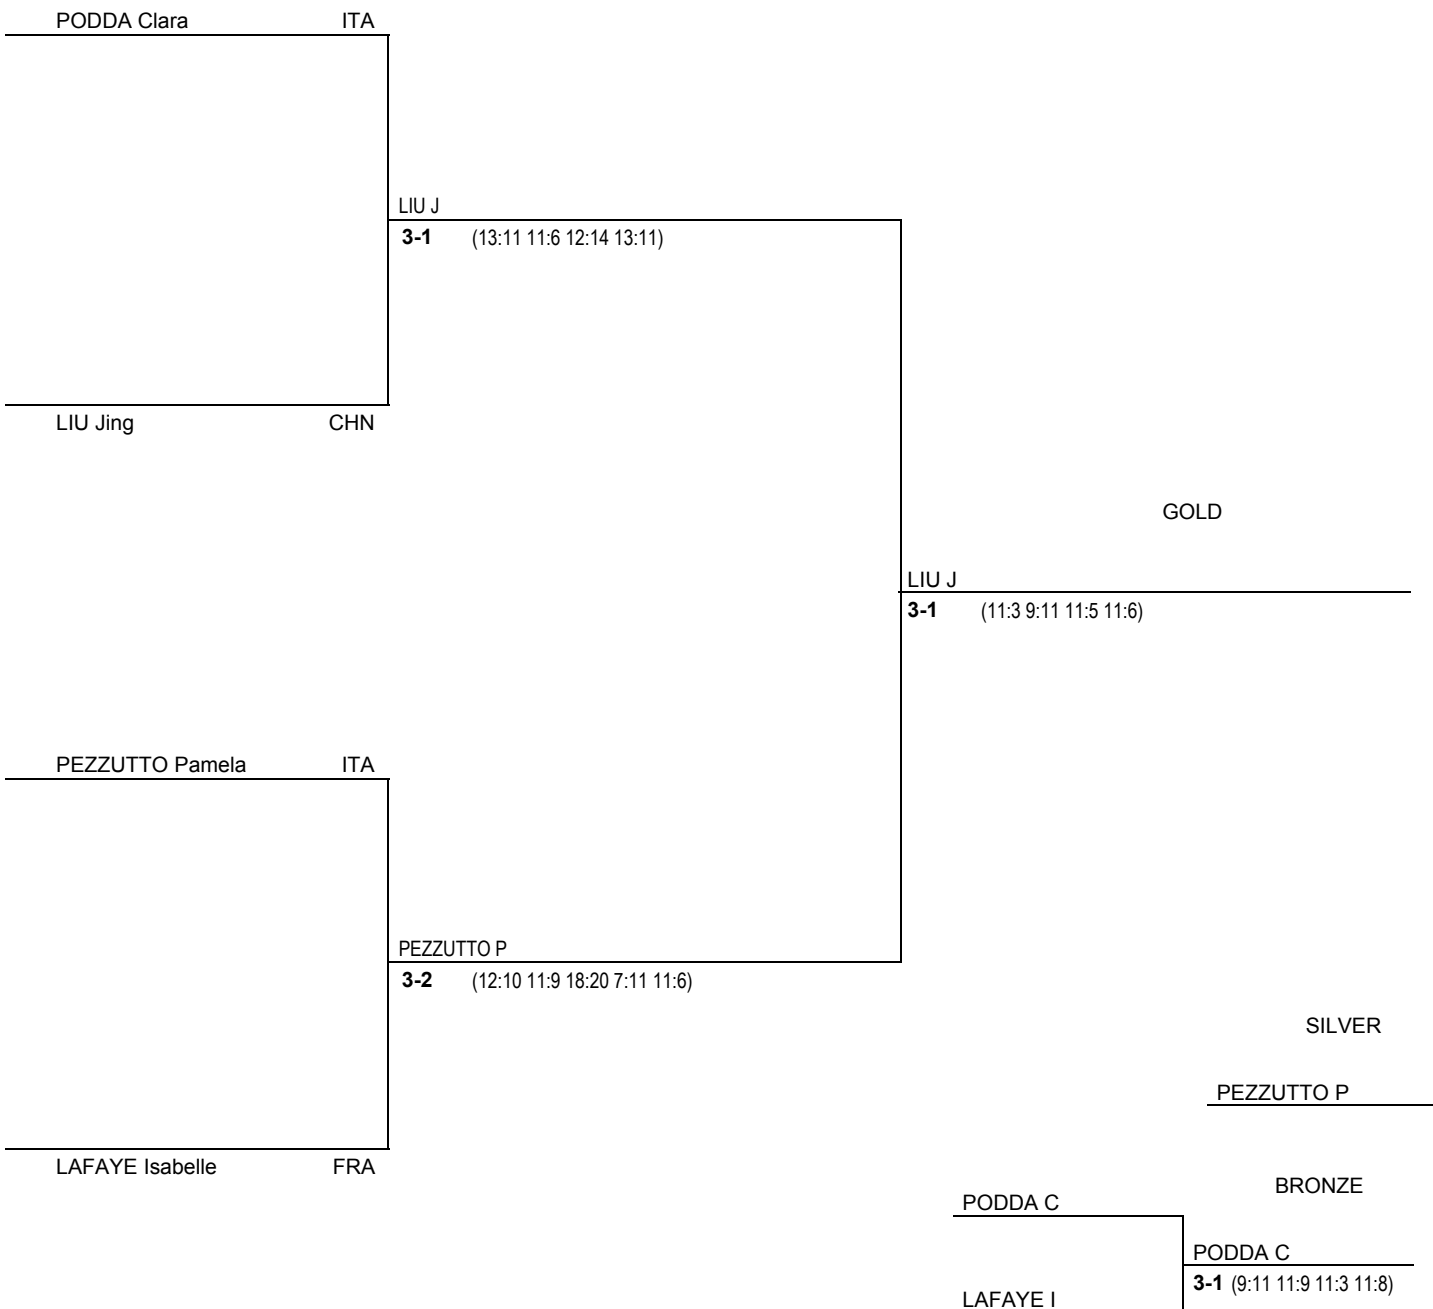 PODDA Clara ITA
LIU J
3-1 (13:11 11:6 12:14 13:11)
LIU Jing CHN
GOLD
LIU J
3-1 (11:3 9:11 11:5 11:6)
PEZZUTTO Pamela ITA
PEZZUTTO P
3-2 (12:10 11:9 18:20 7:11 11:6)
SILVER
PEZZUTTO P
LAFAYE Isabelle FRA
BRONZE
PODDA C
PODDA C
3-1 (9:11 11:9 11:3 11:8)
LAFAYE I